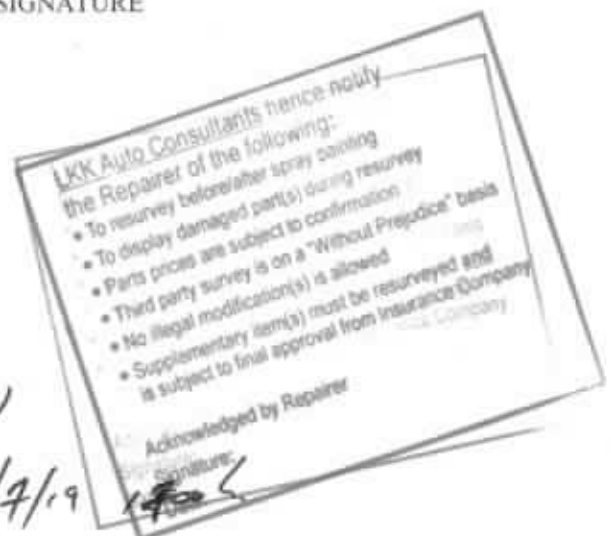 SIGNATURE
LKK Auto Consultants hence notify
the Repairer of the following:
• To resurvey before/after spray painting
• To display damaged part(s) during resurvey
• Parts prices are subject to confirmation
• Third party survey is on a "Without Prejudice" basis
• No illegal modification(s) is allowed
• Supplementary item(s) must be resurveyed and
is subject to final approval from Insurance Company
Acknowledged by Repairer
Signature:
/7/19